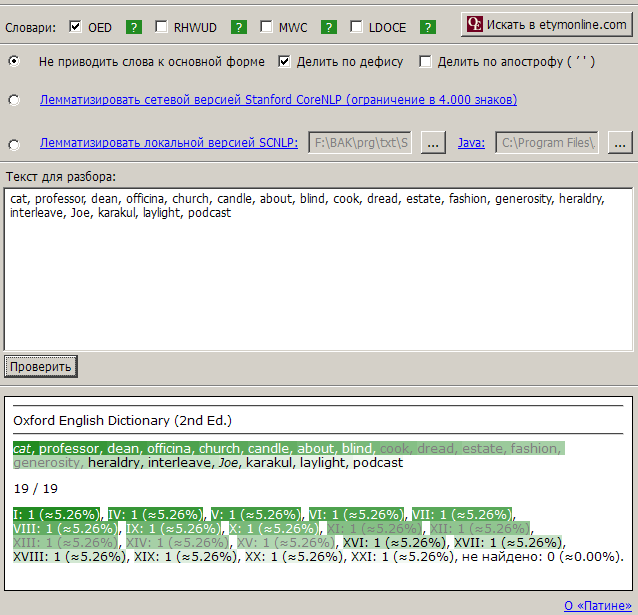 Словари: OED ? RHWUD ? MWC ? LDOCE ? Искать в etymonline.com
Не приводить слова к основной форме Делить по дефису Делить по апострофу ( ʼ ' )
Лемматизировать сетевой версией Stanford CoreNLP (ограничение в 4.000 знаков)
Лемматизировать локальной версией SCNLP: F:\BAK\prg\txt\S ... Java: C:\Program Files\ ...
Текст для разбора:
cat, professor, dean, officina, church, candle, about, blind, cook, dread, estate, fashion, generosity, heraldry,
interleave, Joe, karakul, laylight, podcast
Проверить
Oxford English Dictionary (2nd Ed.)
cat, professor, dean, officina, church, candle, about, blind, cook, dread, estate, fashion,
generosity, heraldry, interleave, Joe, karakul, laylight, podcast
19 / 19
I: 1 (≈5.26%), IV: 1 (≈5.26%), V: 1 (≈5.26%), VI: 1 (≈5.26%), VII: 1 (≈5.26%),
VIII: 1 (≈5.26%), IX: 1 (≈5.26%), X: 1 (≈5.26%), XI: 1 (≈5.26%), XII: 1 (≈5.26%),
XIII: 1 (≈5.26%), XIV: 1 (≈5.26%), XV: 1 (≈5.26%), XVI: 1 (≈5.26%), XVII: 1 (≈5.26%),
XVIII: 1 (≈5.26%), XIX: 1 (≈5.26%), XX: 1 (≈5.26%), XXI: 1 (≈5.26%), не найдено: 0 (≈0.00%).
О «Патине»